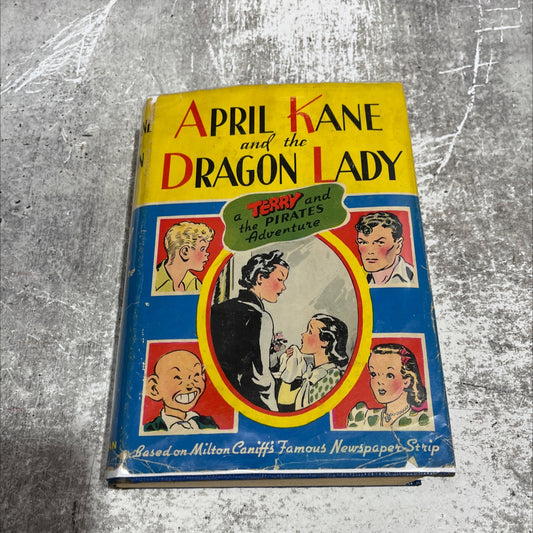 APRIL KANE
and the
DRAGON LADY
a TERRY and
the PIRATES
Adventure
Based on Milton Caniff's Famous Newspaper Strip